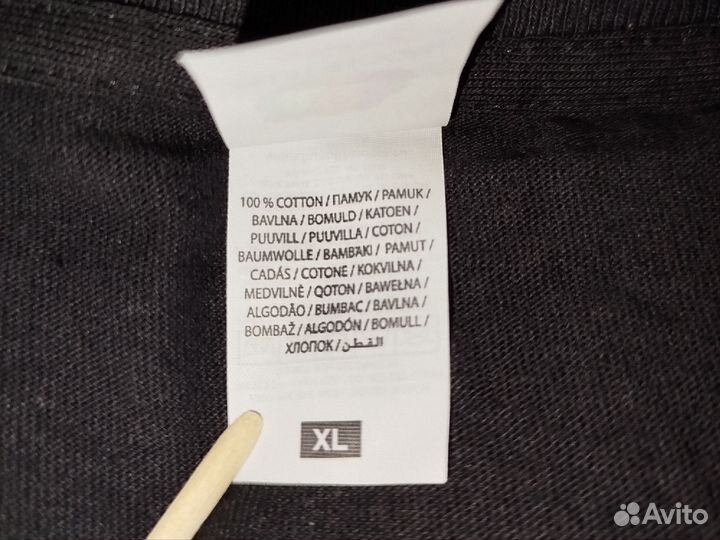 100 % COTTON / ПАМУК / PAMUK /
BAVLNA / BOMULD / KATOEN /
PUUVILL / PUUVILLA / COTON /
BAUMWOLLE / ΒΑΜΒΆΚΙ / PAMUT /
CADÁS / COTONE / KOKVILNA /
MEDVILNĖ / QOTON / BAWEŁNA /
ALGODÃO / BUMBAC / BAVLNA /
BOMBAŽ / ALGODÓN / BOMULL /
ХЛОПОК / القطن
XL
Avito